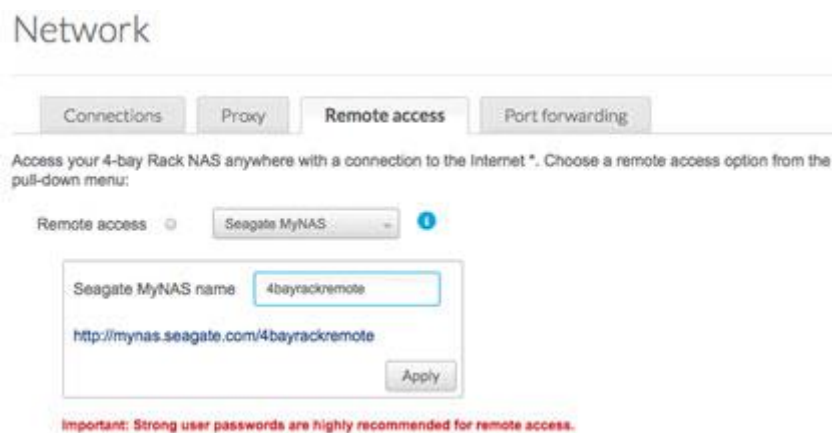 Network
Connections Proxy Remote access Port forwarding
Access your 4-bay Rack NAS anywhere with a connection to the Internet *. Choose a remote access option from the
pull-down menu:
Remote access Seagate MyNAS i
Seagate MyNAS name 4bayrackremote
http://mynas.seagate.com/4bayrackremote
Apply
Important: Strong user passwords are highly recommended for remote access.